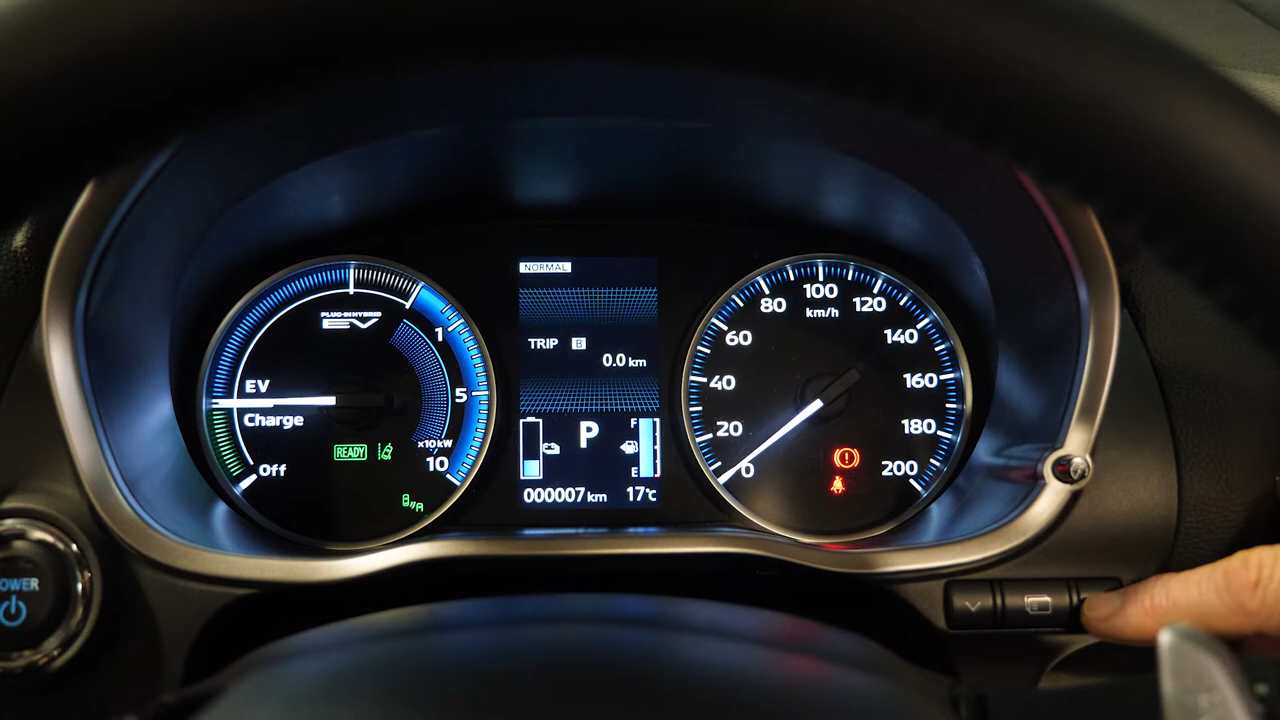 PLUG-IN HYBRID
EV
1
5
10
×10kW
EV
Charge
Off
READY
A
NORMAL
TRIP B
0.0 km
P
F
E
000007 km 17℃
0
20
40
60
80
100
120
140
160
180
200
km/h
POWER